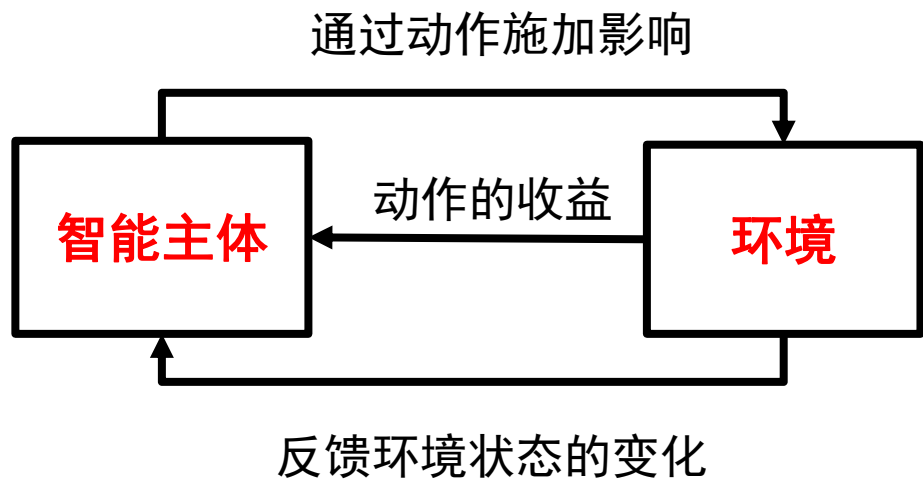 通过动作施加影响
动作的收益
智能主体
环境
反馈环境状态的变化